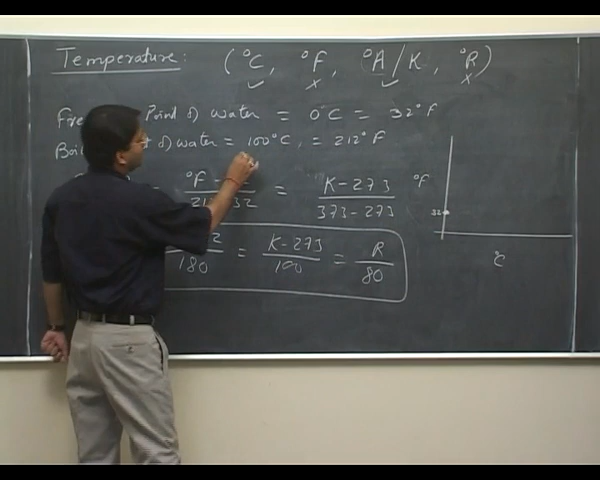 Temperature: (°C, °F, °A/K, °R)
Point of water = 0°C = 32°F
of water = 100°C, = 212°F
°F - = K-273
32 373-273
= K-273 = R
180 100 80
°F
32
°C